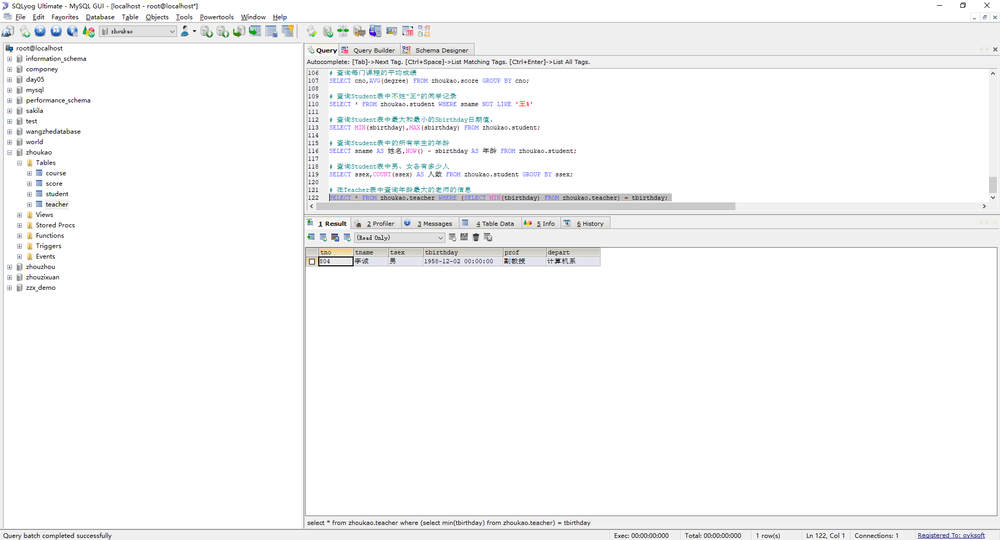 SQLyog Ultimate - MySQL GUI - [localhost - root@localhost*]
File Edit Favorites Database Table Objects Tools Powertools Window Help
zhoukao
root@localhost
information_schema
componey
day05
mysql
performance_schema
sakila
test
wangzhedatabase
world
zhoukao
Tables
course
score
student
teacher
Views
Stored Procs
Functions
Triggers
Events
zhouzhou
zhouzixuan
zzx_demo
Query Query Builder Schema Designer
Autocomplete: [Tab]->Next Tag. [Ctrl+Space]->List Matching Tags. [Ctrl+Enter]->List All Tags.
106 # 查询每门课程的平均成绩
107 SELECT cno,AVG(degree) FROM zhoukao.score GROUP BY cno;
108
109 # 查询Student表中不姓“王”的同学记录
110 SELECT * FROM zhoukao.student WHERE sname NOT LIKE '王%'
111
112 # 查询Student表中最大和最小的Sbirthday日期值。
113 SELECT MIN(sbirthday),MAX(sbirthday) FROM zhoukao.student;
114
115 # 查询Student表中的所有学生的年龄
116 SELECT sname AS 姓名,NOW() - sbirthday AS 年龄 FROM zhoukao.student;
117
118 # 查询Student表中男、女各有多少人
119 SELECT ssex,COUNT(ssex) AS 人数 FROM zhoukao.student GROUP BY ssex;
120
121 # 在Teacher表中查询年龄最大的老师的信息
122 SELECT * FROM zhoukao.teacher WHERE (SELECT MIN(tbirthday) FROM zhoukao.teacher) = tbirthday;
1 Result 2 Profiler 3 Messages 4 Table Data 5 Info 6 History
(Read Only)
tno tname tsex tbirthday prof depart
804 李诚 男 1958-12-02 00:00:00 副教授 计算机系
select * from zhoukao.teacher where (select min(tbirthday) from zhoukao.teacher) = tbirthday
Query batch completed successfully Exec: 00:00:00:000 Total: 00:00:00:000 1 row(s) Ln 122, Col 1 Connections: 1 Registered To: ovksoft